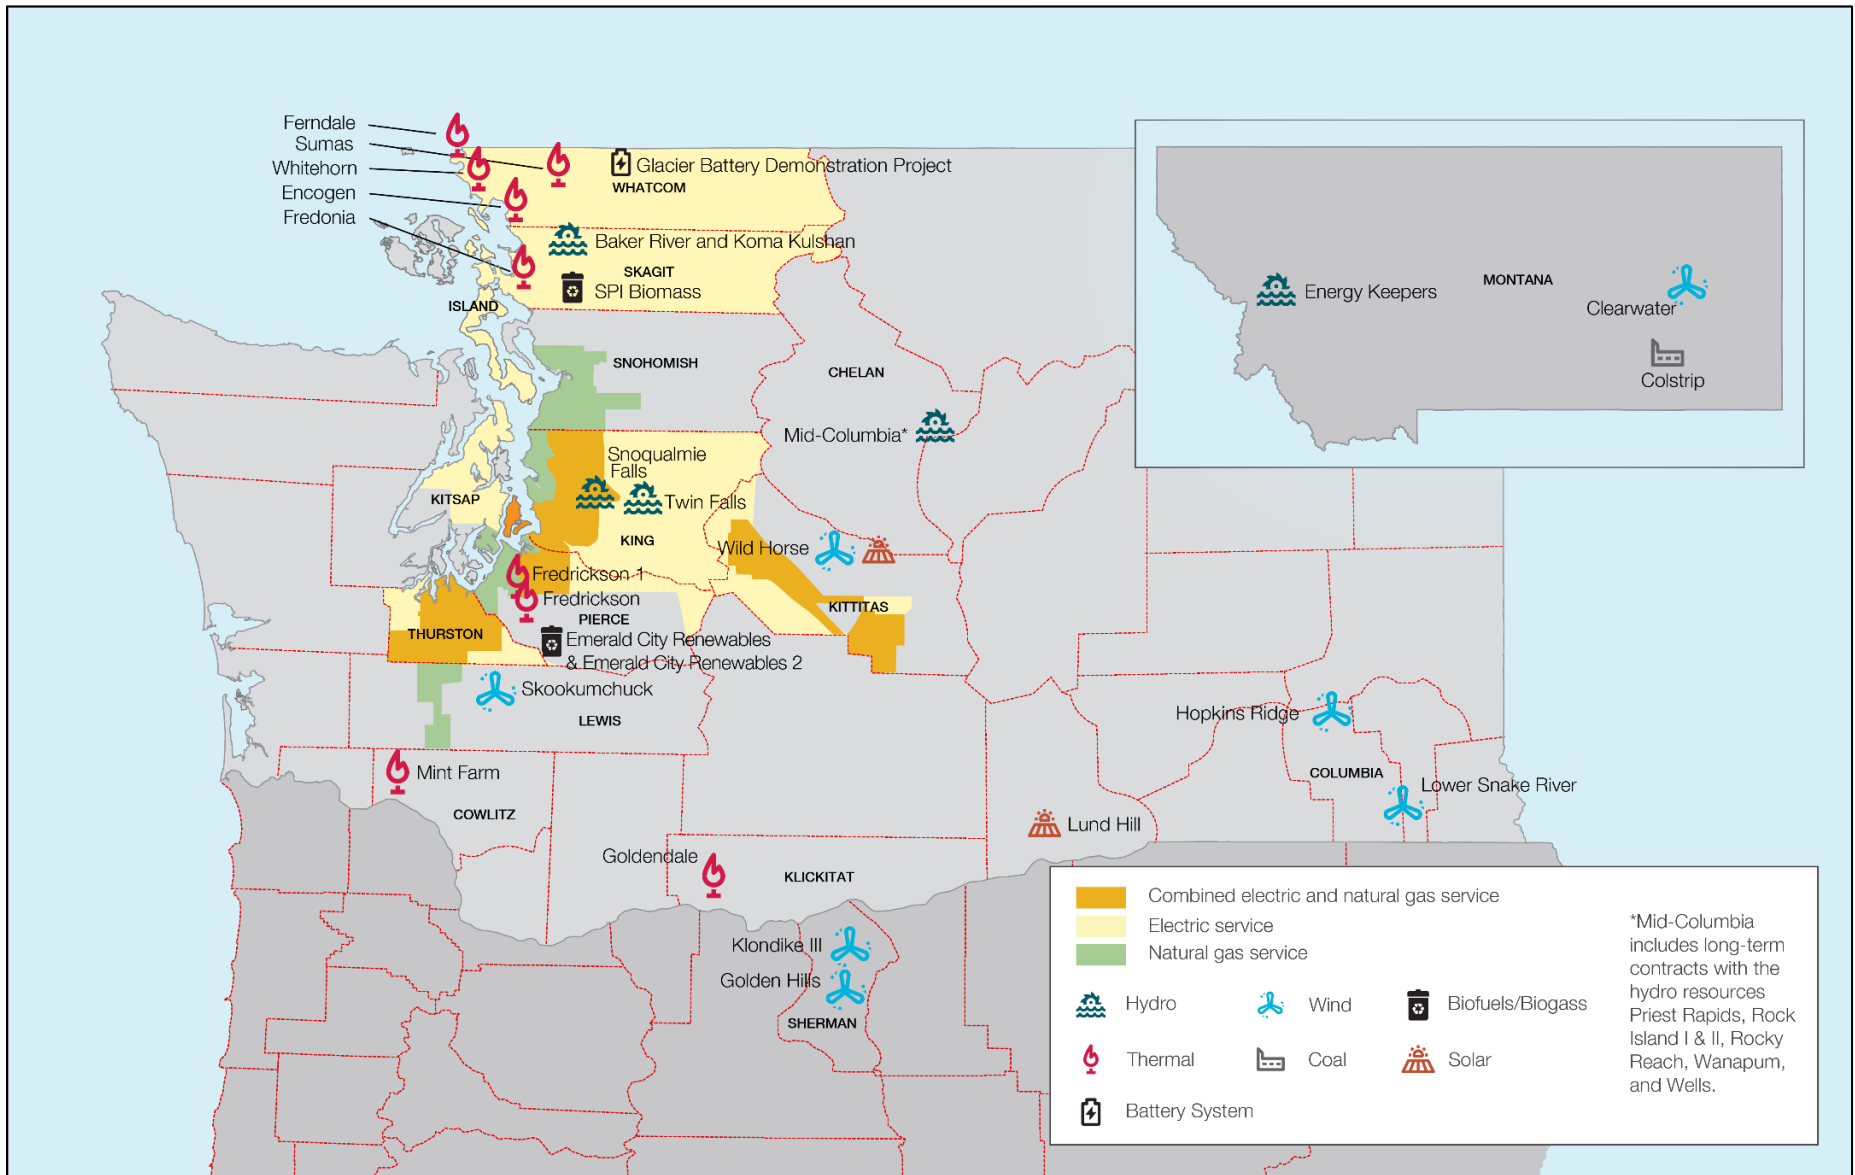 Ferndale
Sumas
Whitehorn
Encogen
Fredonia
Glacier Battery Demonstration Project
WHATCOM
Baker River and Koma Kulshan
SKAGIT
SPI Biomass
ISLAND
SNOHOMISH
CHELAN
Mid-Columbia*
Snoqualmie
Falls
Twin Falls
KITSAP
KING
Wild Horse
Fredrickson 1
Fredrickson
PIERCE
KITTITAS
THURSTON
Emerald City Renewables
& Emerald City Renewables 2
Skookumchuck
LEWIS
Mint Farm
COWLITZ
Goldendale
KLICKITAT
Lund Hill
Hopkins Ridge
COLUMBIA
Lower Snake River
Klondike III
Golden Hills
SHERMAN
MONTANA
Energy Keepers
Clearwater
Colstrip
Combined electric and natural gas service
Electric service
Natural gas service
Hydro
Wind
Biofuels/Biogass
Thermal
Coal
Solar
Battery System
*Mid-Columbia
includes long-term
contracts with the
hydro resources
Priest Rapids, Rock
Island I & II, Rocky
Reach, Wanapum,
and Wells.